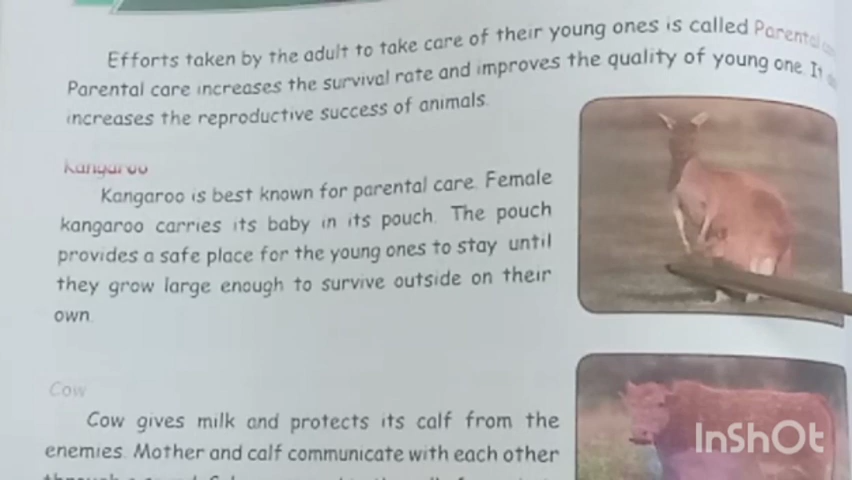 Efforts taken by the adult to take care of their young ones is called Parental
Parental care increases the survival rate and improves the quality of young one. It
increases the reproductive success of animals.
Kangaroo
Kangaroo is best known for parental care. Female
kangaroo carries its baby in its pouch. The pouch
provides a safe place for the young ones to stay until
they grow large enough to survive outside on their
own.
Cow
Cow gives milk and protects its calf from the
enemies. Mother and calf communicate with each other
InShOt